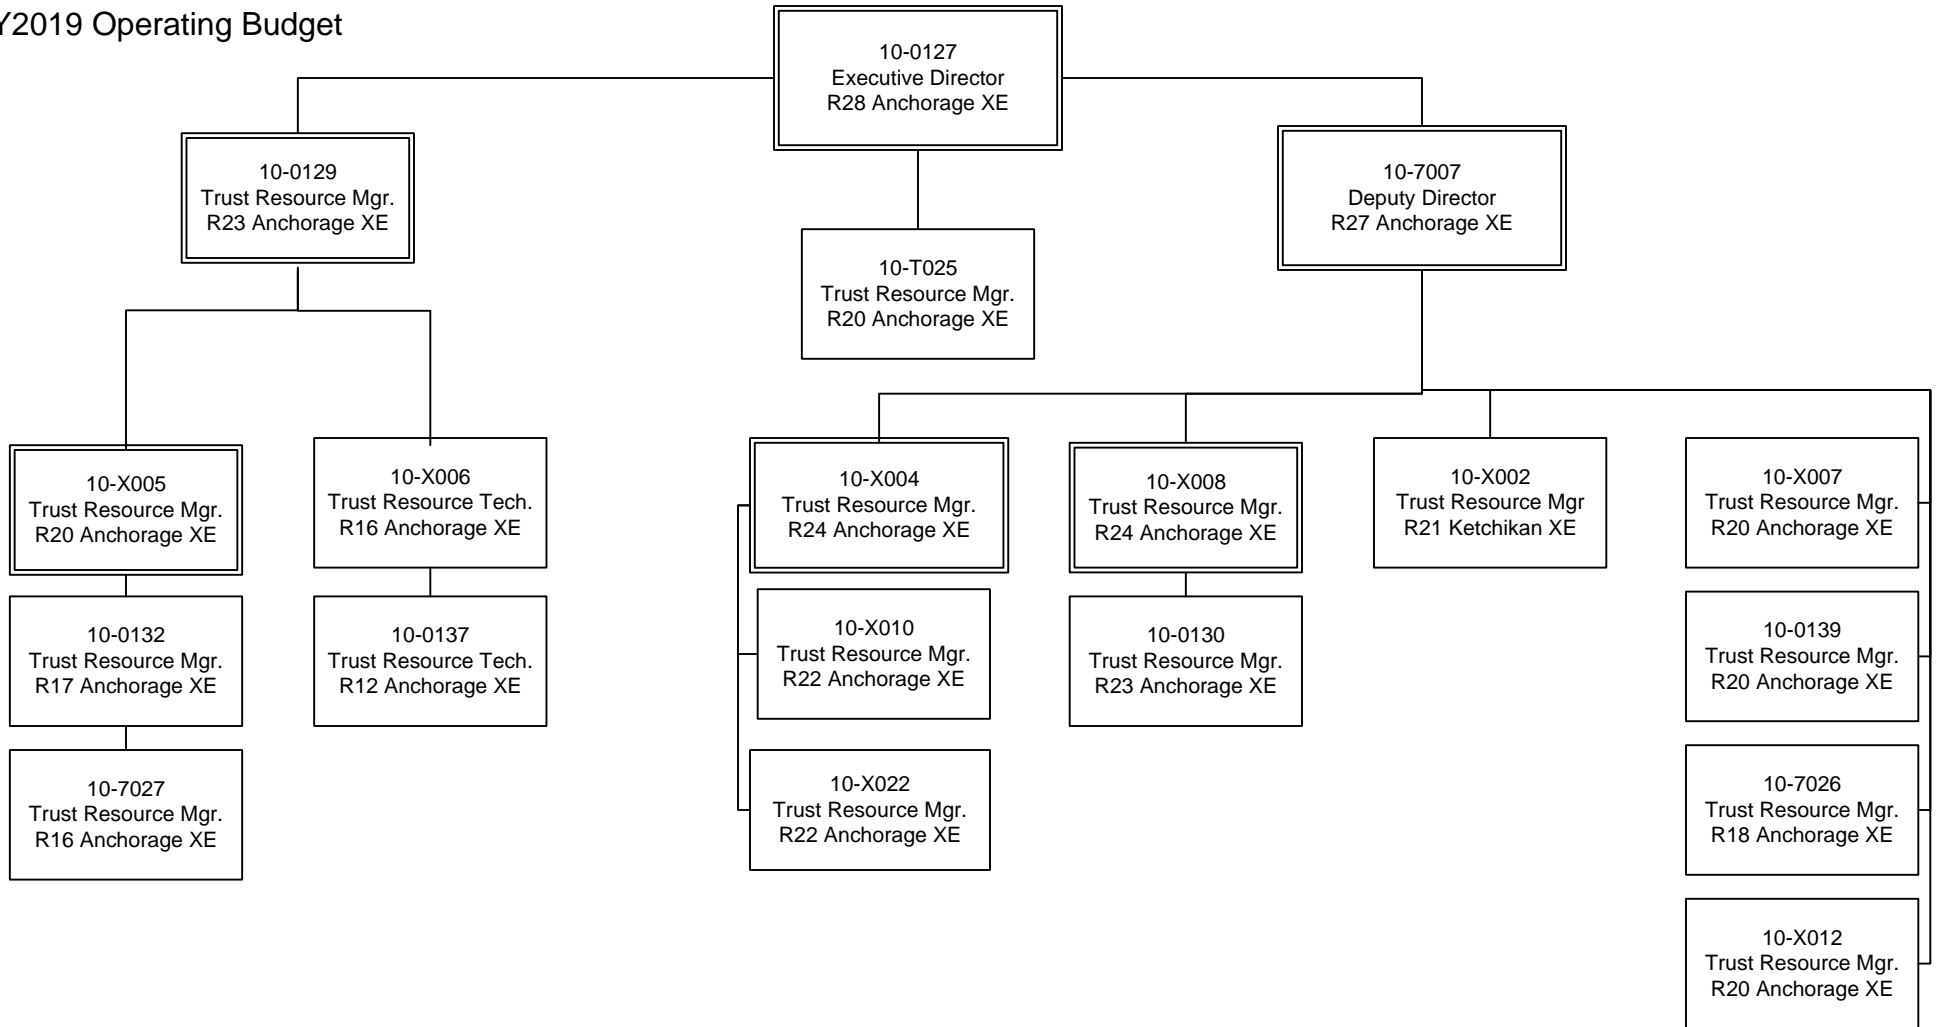 Y2019 Operating Budget
10-0127
Executive Director
R28 Anchorage XE
10-0129
Trust Resource Mgr.
R23 Anchorage XE
10-7007
Deputy Director
R27 Anchorage XE
10-T025
Trust Resource Mgr.
R20 Anchorage XE
10-X005
Trust Resource Mgr.
R20 Anchorage XE
10-X006
Trust Resource Tech.
R16 Anchorage XE
10-X004
Trust Resource Mgr.
R24 Anchorage XE
10-X008
Trust Resource Mgr.
R24 Anchorage XE
10-X002
Trust Resource Mgr
R21 Ketchikan XE
10-X007
Trust Resource Mgr.
R20 Anchorage XE
10-0132
Trust Resource Mgr.
R17 Anchorage XE
10-0137
Trust Resource Tech.
R12 Anchorage XE
10-X010
Trust Resource Mgr.
R22 Anchorage XE
10-0130
Trust Resource Mgr.
R23 Anchorage XE
10-0139
Trust Resource Mgr.
R20 Anchorage XE
10-7027
Trust Resource Mgr.
R16 Anchorage XE
10-X022
Trust Resource Mgr.
R22 Anchorage XE
10-7026
Trust Resource Mgr.
R18 Anchorage XE
10-X012
Trust Resource Mgr.
R20 Anchorage XE